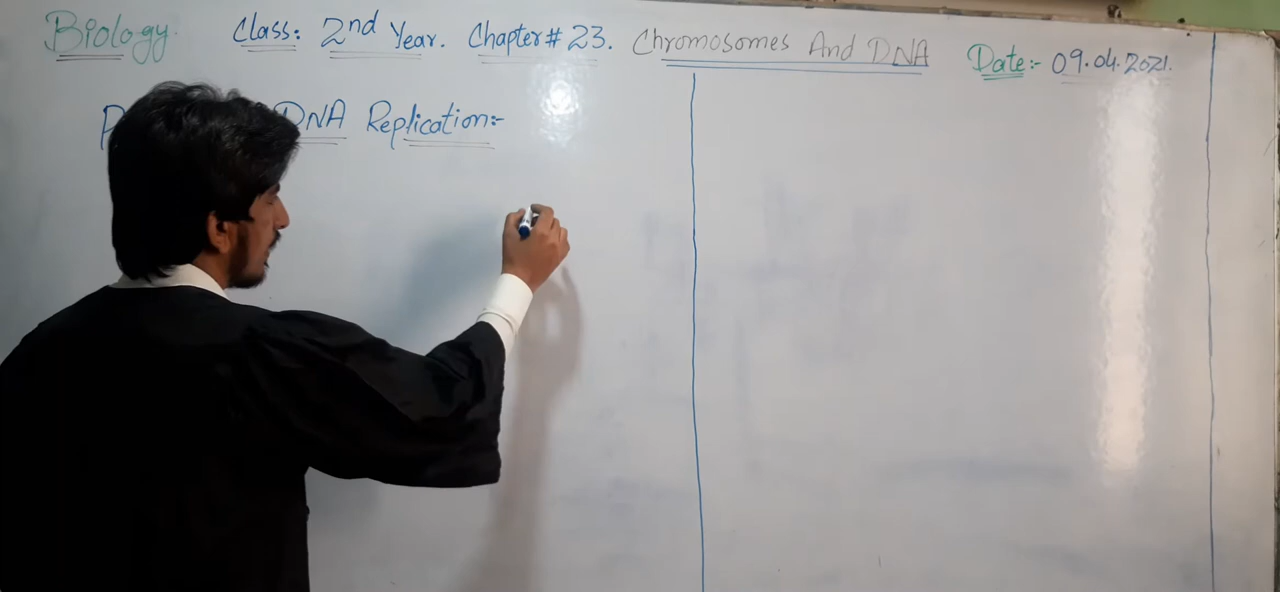 Biology. Class: 2nd Year. Chapter # 23. Chromosomes And DNA Date:- 09.04.2021.
DNA Replication:-